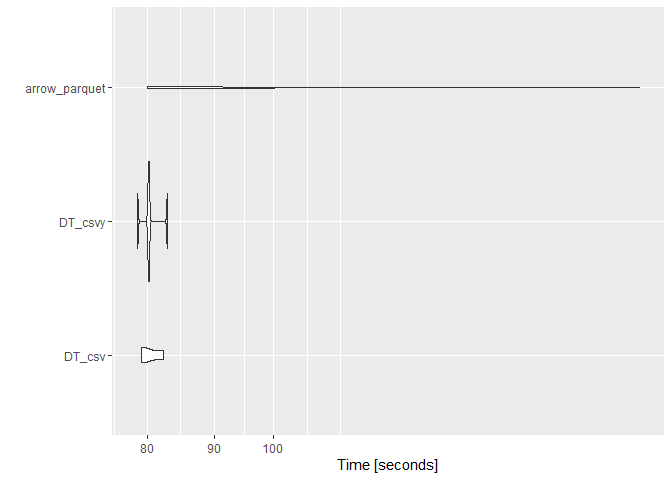 arrow_parquet
DT_csvy
DT_csv
80 90 100
Time [seconds]